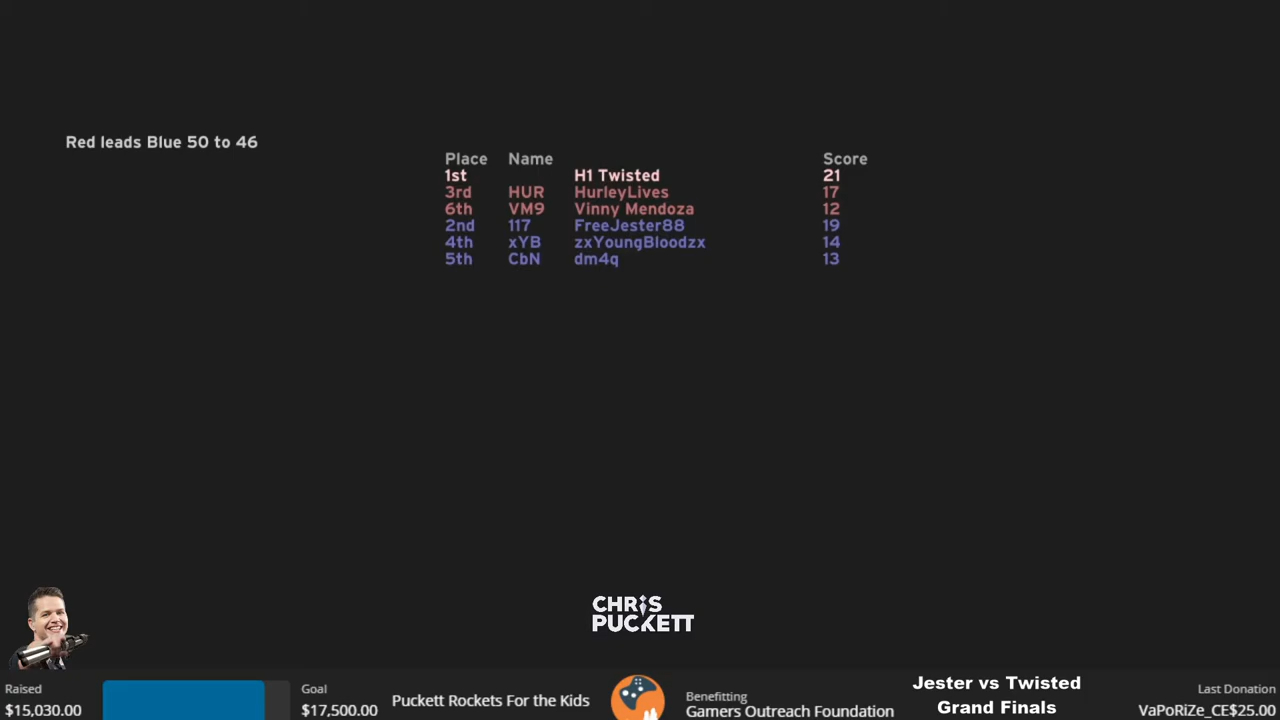 Red leads Blue 50 to 46
Place Name Score
1st H1 Twisted 21
3rd HUR HurleyLives 17
6th VM9 Vinny Mendoza 12
2nd 117 FreeJester88 19
4th xYB zxYoungBloodzx 14
5th CbN dm4q 13
CHRIS
PUCKETT
Raised
$15,030.00
Goal
$17,500.00
Puckett Rockets For the Kids
Benefitting
Gamers Outreach Foundation
Jester vs Twisted
Grand Finals
Last Donation
VaPoRiZe_CE$25.00